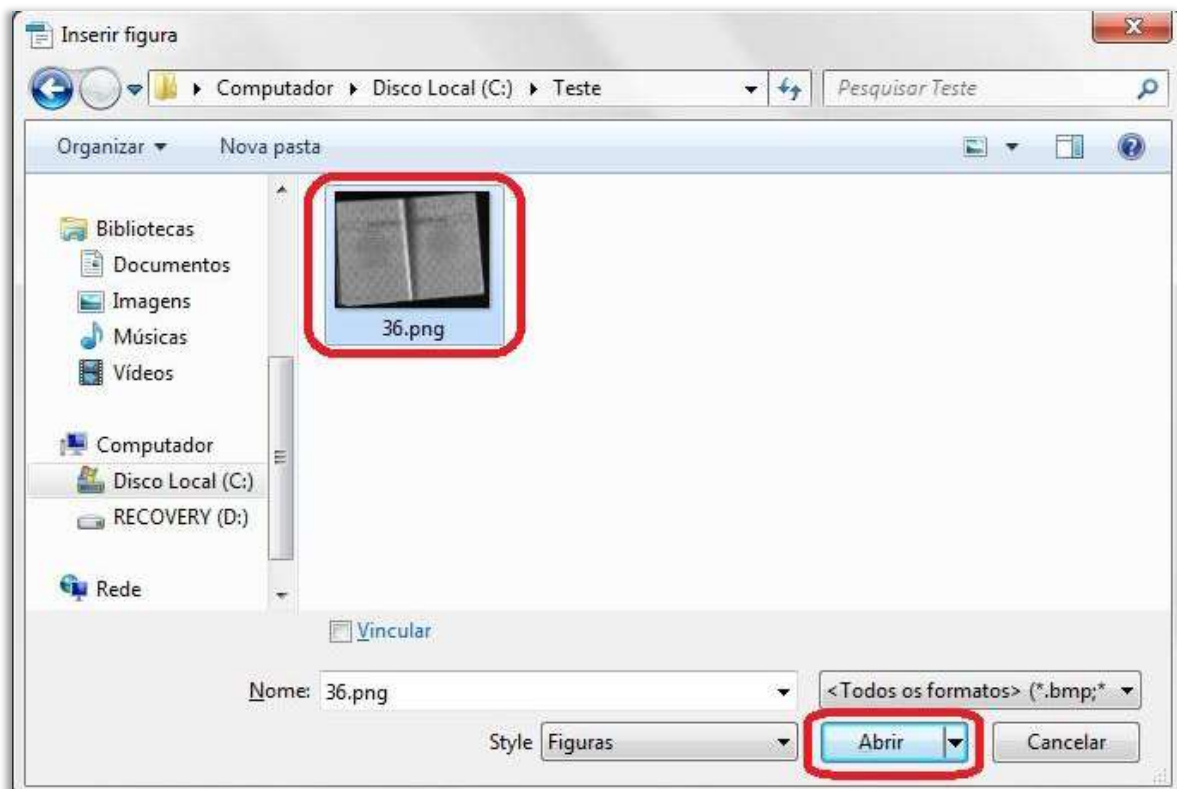 Inserir figura
Computador Disco Local (C:) Teste
Pesquisar Teste
Organizar Nova pasta
Bibliotecas
Documentos
Imagens
Músicas
Vídeos
Computador
Disco Local (C:)
RECOVERY (D:)
Rede
36.png
Vincular
Nome: 36.png <Todos os formatos> (*.bmp;*
Style Figuras Abrir Cancelar